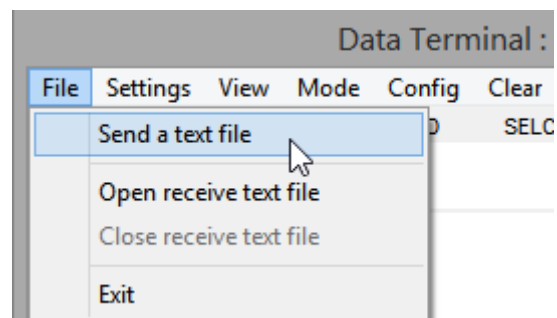 Data Terminal :
File Settings View Mode Config Clear
Send a text file
Open receive text file
Close receive text file
Exit